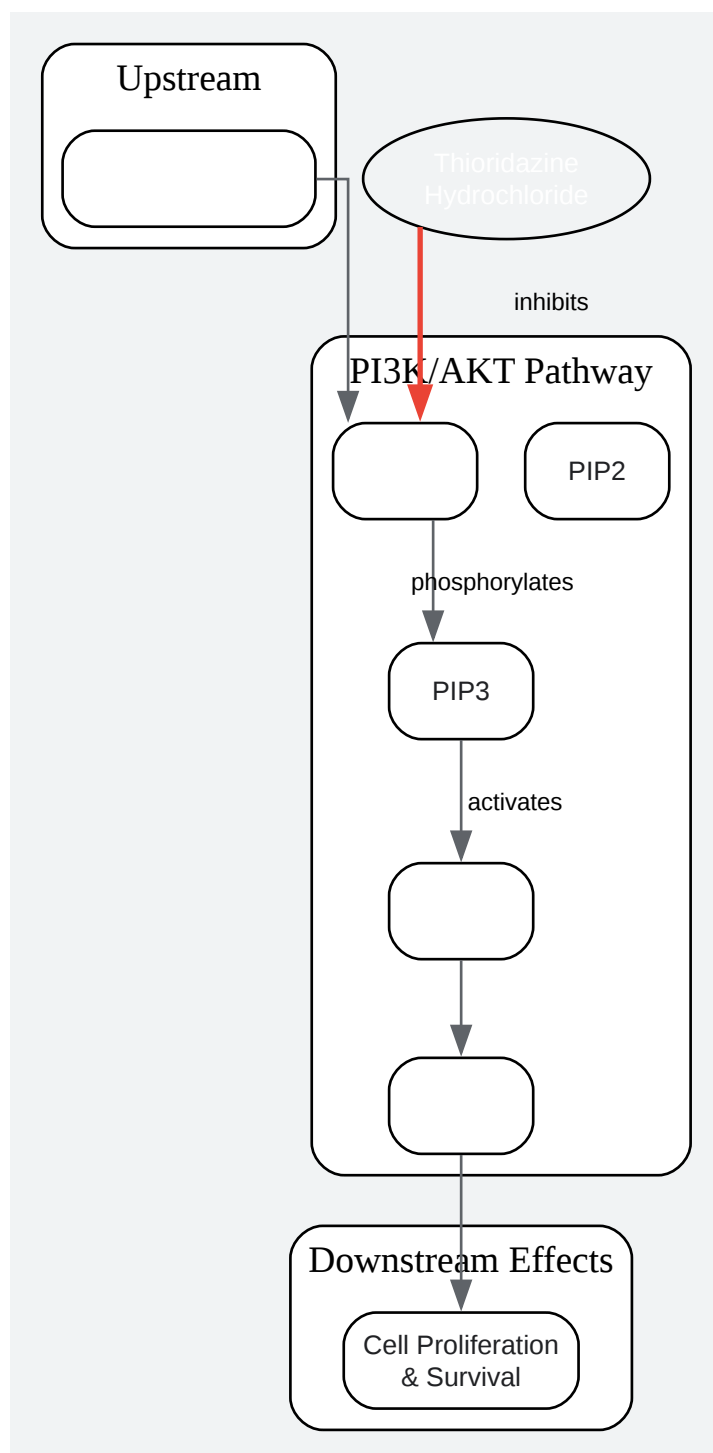 Upstream
Thioridazine
Hydrochloride
inhibits
PI3K/AKT Pathway
PIP2
phosphorylates
PIP3
activates
Downstream Effects
Cell Proliferation
& Survival